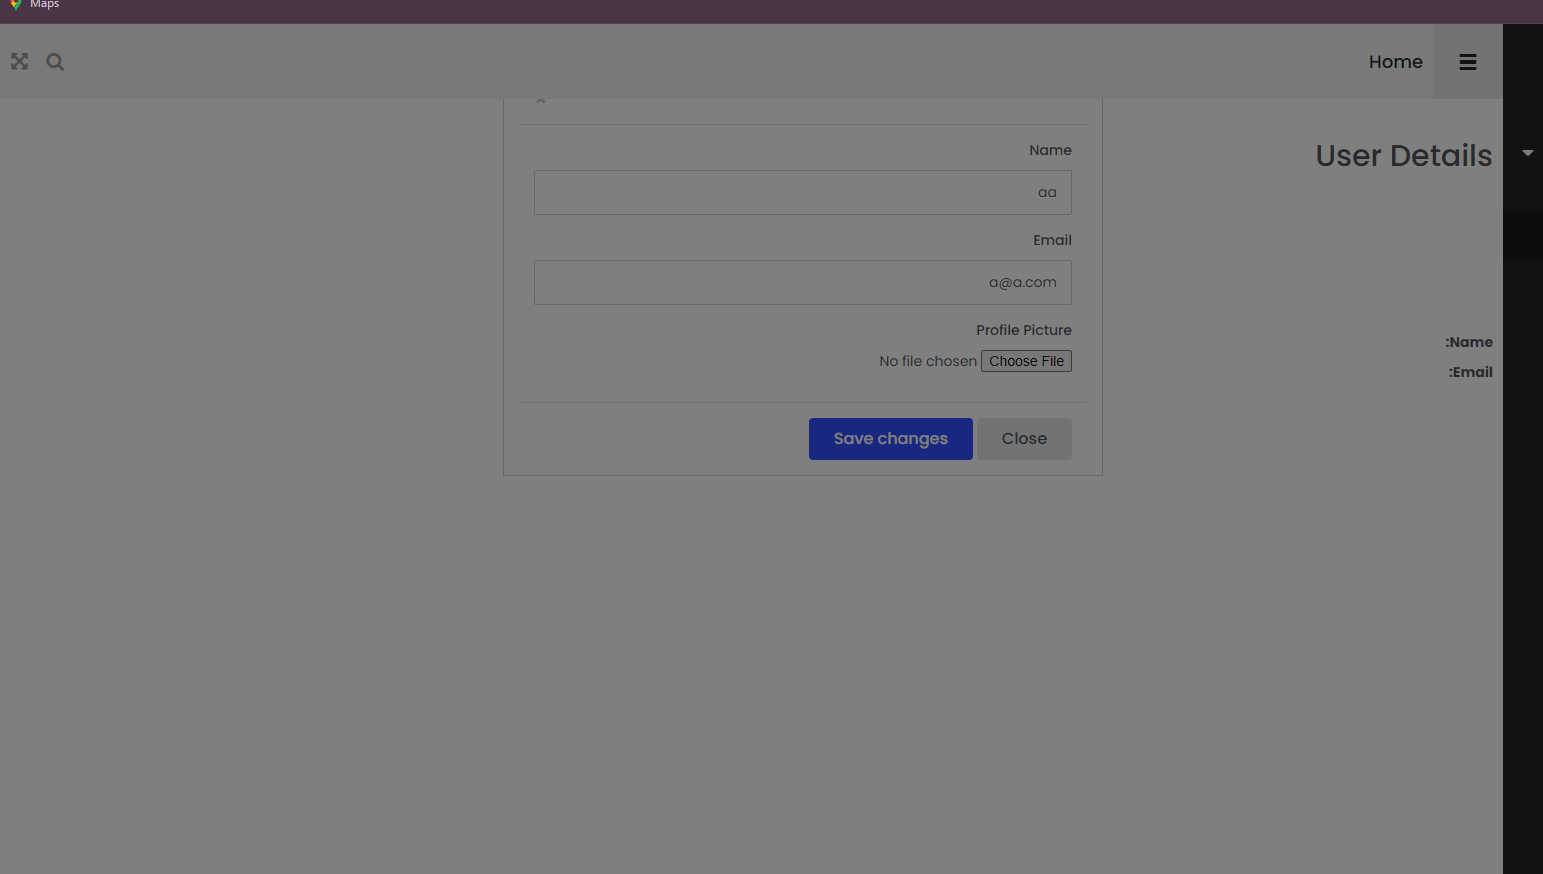 Maps
Home
User Details
Name
aa
Email
a@a.com
Profile Picture
No file chosen Choose File
Save changes Close
:Name
:Email